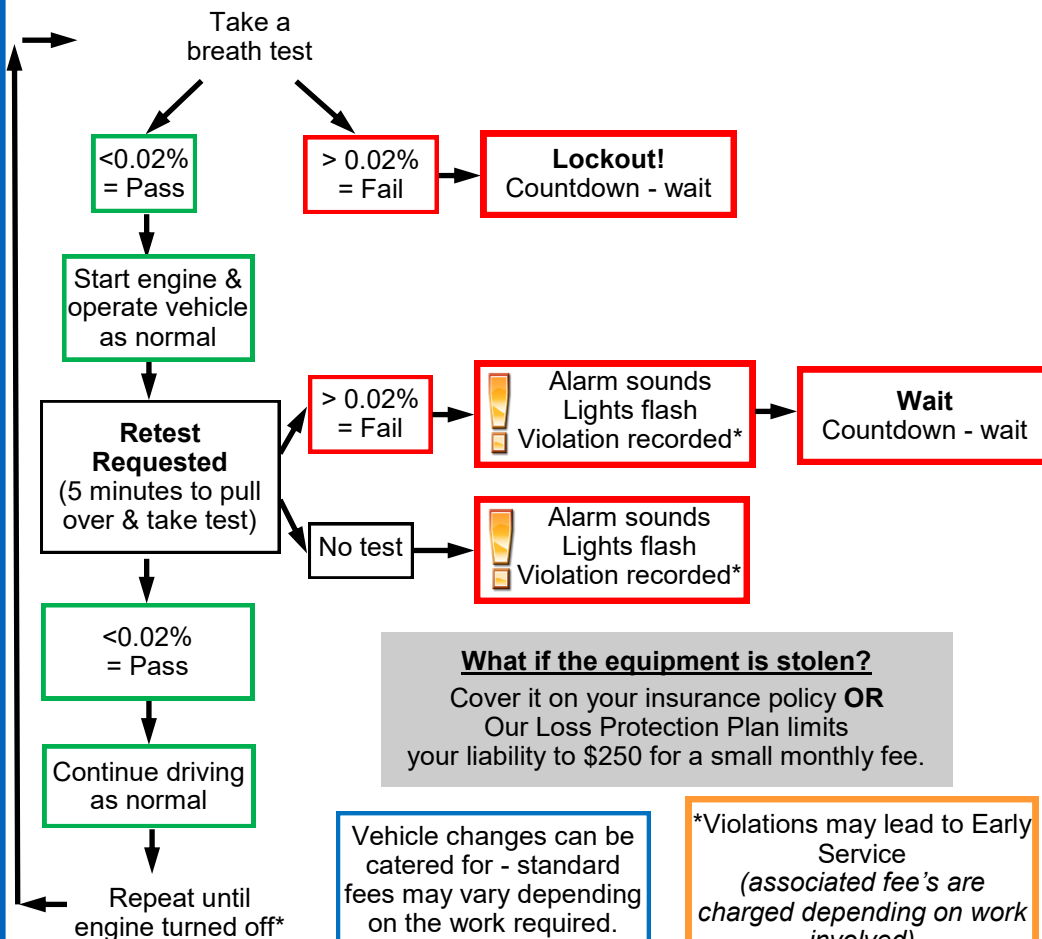 Take a
breath test
<0.02%
= Pass
> 0.02%
= Fail
Lockout!
Countdown - wait
Start engine &
operate vehicle
as normal
Retest
Requested
(5 minutes to pull
over & take test)
> 0.02%
= Fail
Alarm sounds
Lights flash
Violation recorded*
Wait
Countdown - wait
No test
Alarm sounds
Lights flash
Violation recorded*
<0.02%
= Pass
Continue driving
as normal
Repeat until
engine turned off*
What if the equipment is stolen?
Cover it on your insurance policy OR
Our Loss Protection Plan limits
your liability to $250 for a small monthly fee.
Vehicle changes can be
catered for - standard
fees may vary depending
on the work required.
*Violations may lead to Early
Service
(associated fee's are
charged depending on work
involved)